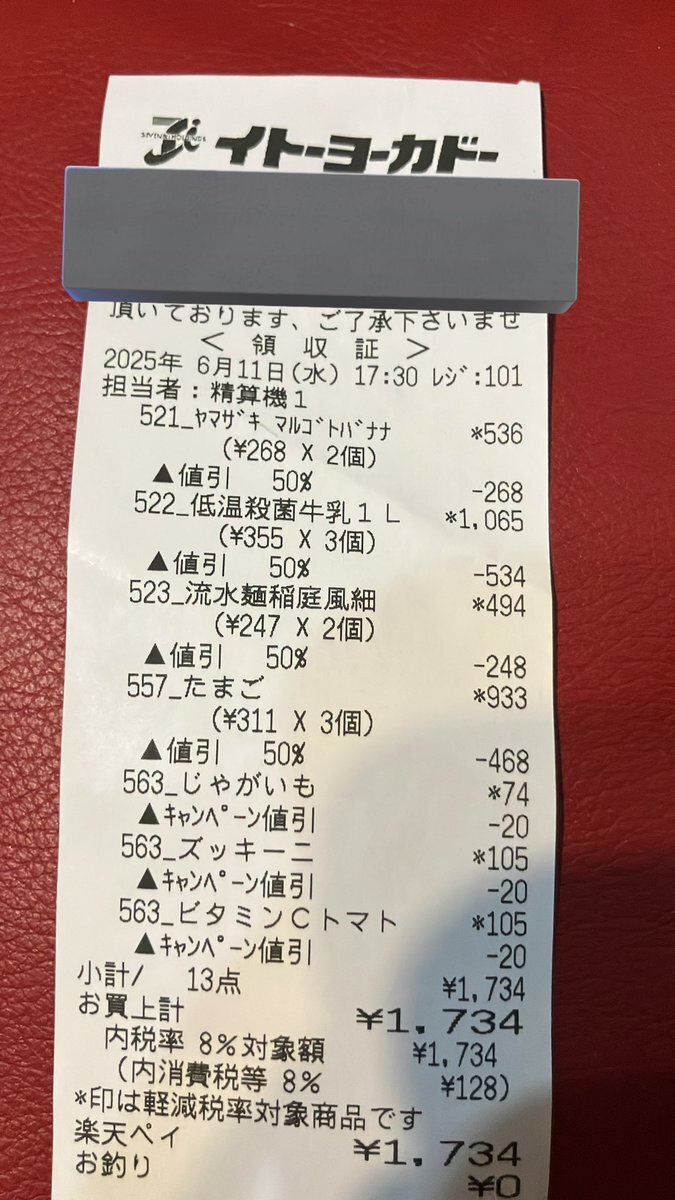 SEVEN&i HOLDINGS
イトーヨーカドー
頂いております、ご了承下さいませ
< 領 収 証 >
2025年 6月11日(水) 17:30 レジ:101
担当者:精算機1
521_ヤマザキ マルゴトバナナ *536
(¥268 X 2個)
▲値引 50% -268
522_低温殺菌牛乳1L *1,065
(¥355 X 3個)
▲値引 50% -534
523_流水麺稲庭風細 *494
(¥247 X 2個)
▲値引 50% -248
557_たまご *933
(¥311 X 3個)
▲値引 50% -468
563_じゃがいも *74
▲キャンペーン値引 -20
563_ズッキーニ *105
▲キャンペーン値引 -20
563_ビタミンCトマト *105
▲キャンペーン値引 -20
小計/ 13点 ¥1,734
お買上計 ¥1,734
内税率 8%対象額 ¥1,734
(内消費税等 8% ¥128)
*印は軽減税率対象商品です
楽天ペイ ¥1,734
お釣り ¥0